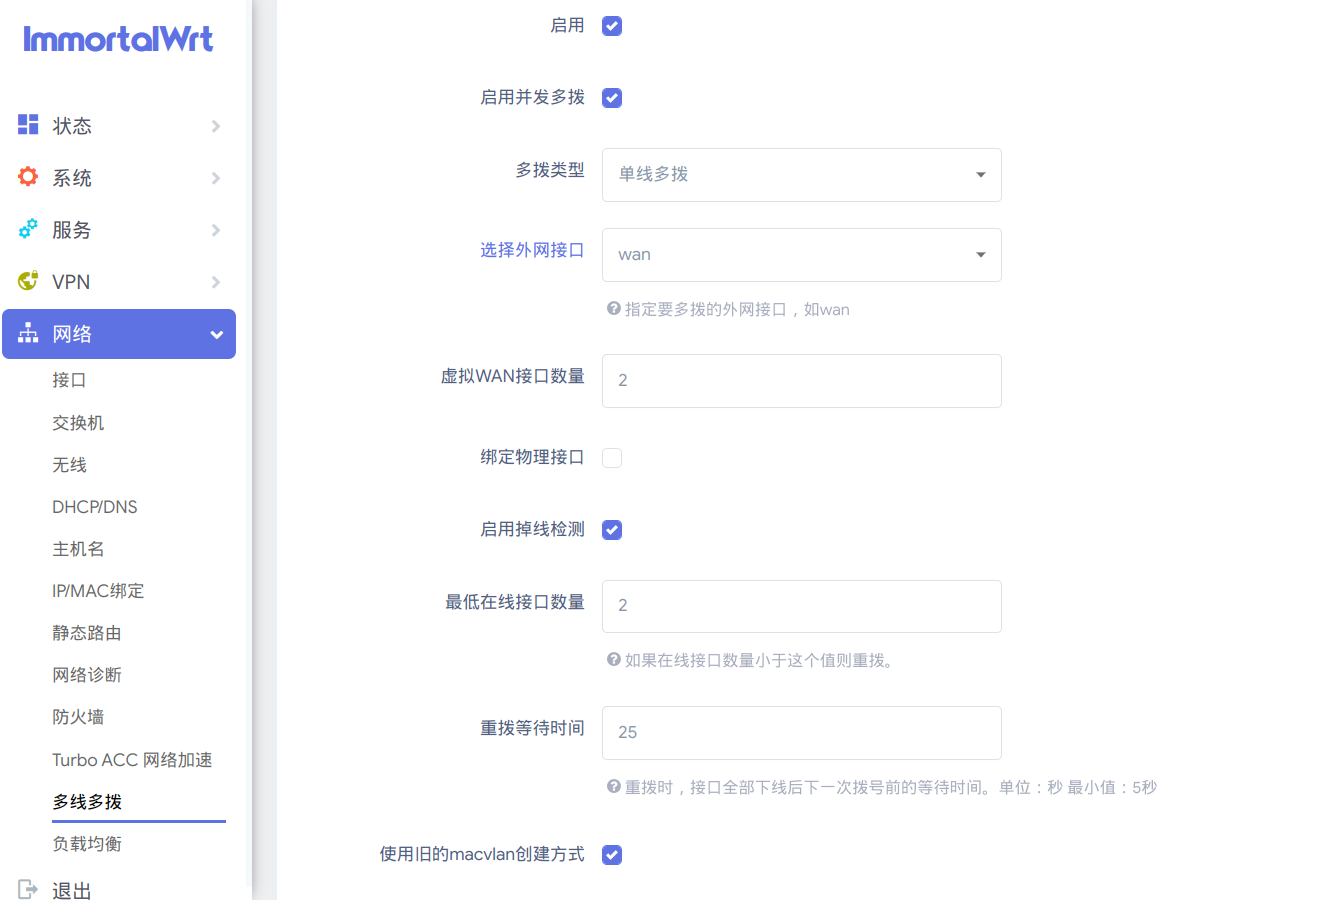 ImmortalWrt
状态
系统
服务
VPN
网络
接口
交换机
无线
DHCP/DNS
主机名
IP/MAC绑定
静态路由
网络诊断
防火墙
Turbo ACC 网络加速
多线多拨
负载均衡
退出
启用
启用并发多拨
多拨类型
单线多拨
选择外网接口
wan
指定要多拨的外网接口，如wan
虚拟WAN接口数量
2
绑定物理接口
启用掉线检测
最低在线接口数量
2
如果在线接口数量小于这个值则重拨。
重拨等待时间
25
重拨时，接口全部下线后下一次拨号前的等待时间。单位：秒 最小值：5秒
使用旧的macvlan创建方式